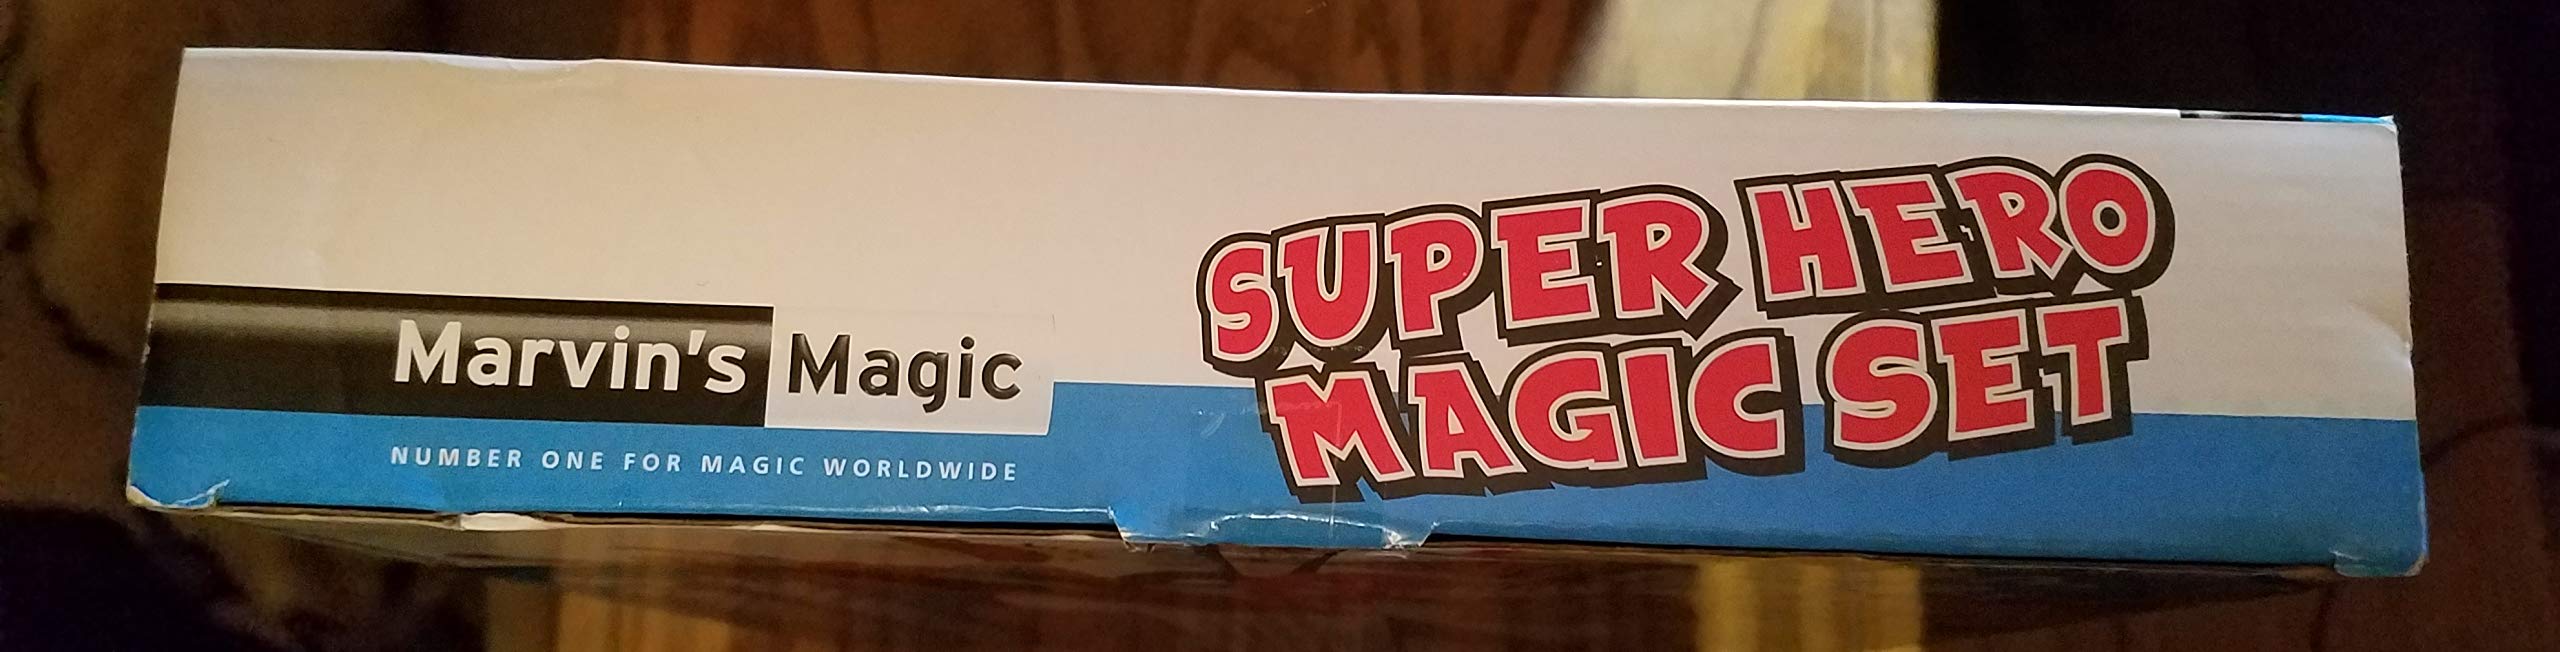 Marvin's Magic
NUMBER ONE FOR MAGIC WORLDWIDE
SUPER HERO
MAGIC SET